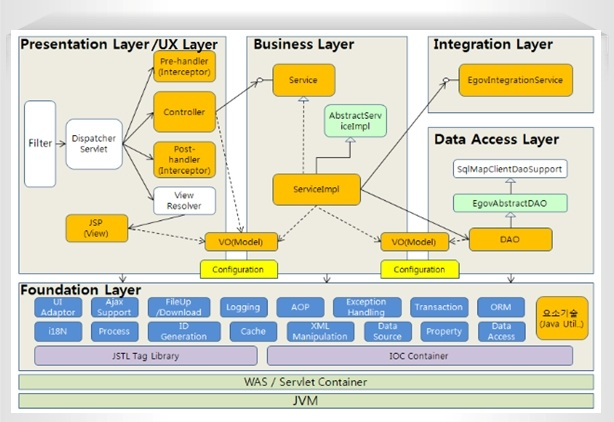 Presentation Layer /UX Layer
Business Layer
Integration Layer
Pre-handler
(Interceptor)
Service
EgovIntegrationService
Controller
AbstractServ
iceImpl
Filter
Dispatcher
Servlet
Data Access Layer
Post-
handler
(Interceptor)
SqlMapClientDaoSupport
View
Resolver
ServiceImpl
EgovAbstractDAO
JSP
(View)
VO(Model)
VO(Model)
DAO
Configuration
Configuration
Foundation Layer
UI
Adaptor
Ajax
Support
FileUp
/Download
Logging
AOP
Exception
Handling
Transaction
ORM
요소기술
(Java Util..)
i18N
Process
ID
Generation
Cache
XML
Manipulation
Data
Source
Property
Data
Access
JSTL Tag Library
IOC Container
WAS / Servlet Container
JVM